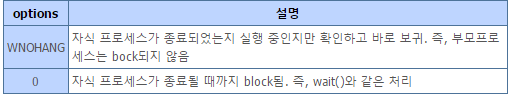 options 설명
WNOHANG 자식 프로세스가 종료되었는지 실행 중인지만 확인하고 바로 보귀. 즉, 부모프로
세스는 bock되지 않음
0 자식 프로세스가 종료될 때까지 block됨. 즉, wait()와 같은 처리